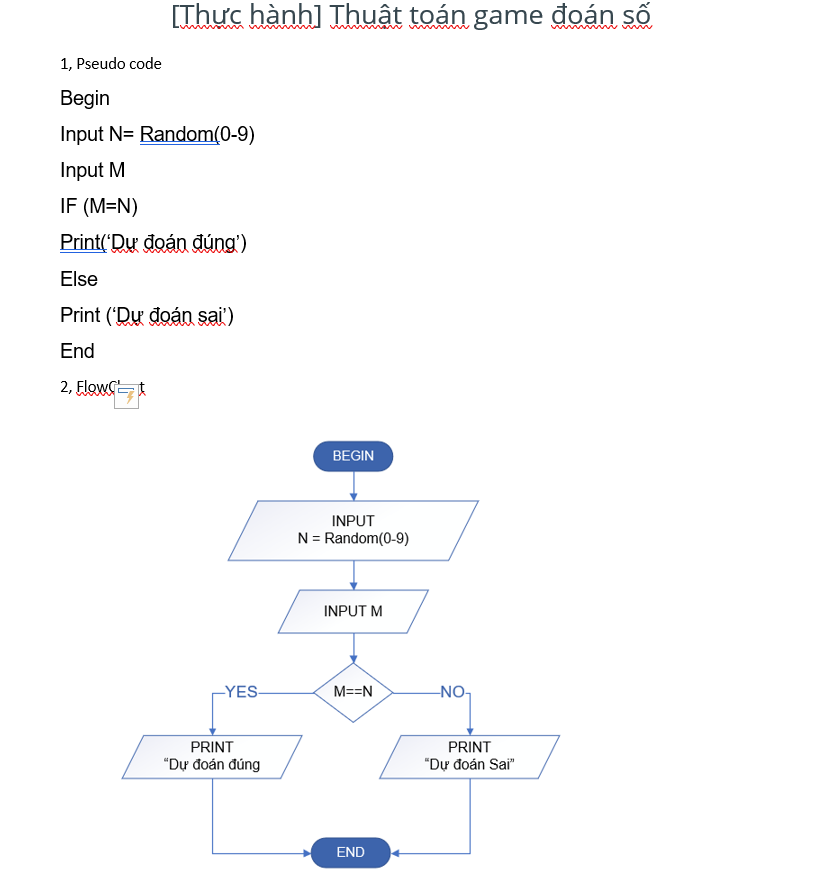 [Thực hành] Thuật toán game đoán số
1, Pseudo code
Begin
Input N= Random(0-9)
Input M
IF (M=N)
Print(‘Dự đoán đúng’)
Else
Print (‘Dự đoán sai’)
End
2,
BEGIN
INPUT
N = Random(0-9)
INPUT M
YES
M==N
NO
PRINT
“Dự đoán đúng
PRINT
“Dự đoán Sai”
END